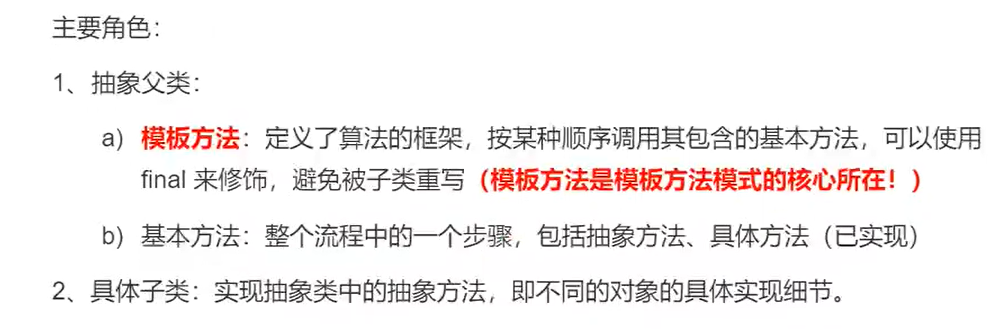 主要角色：
1、抽象父类：
a）模板方法：定义了算法的框架，按某种顺序调用其包含的基本方法，可以使用
final 来修饰，避免被子类重写（模板方法是模板方法模式的核心所在！）
b）基本方法：整个流程中的一个步骤，包括抽象方法、具体方法（已实现）
2、具体子类：实现抽象类中的抽象方法，即不同的对象的具体实现细节。